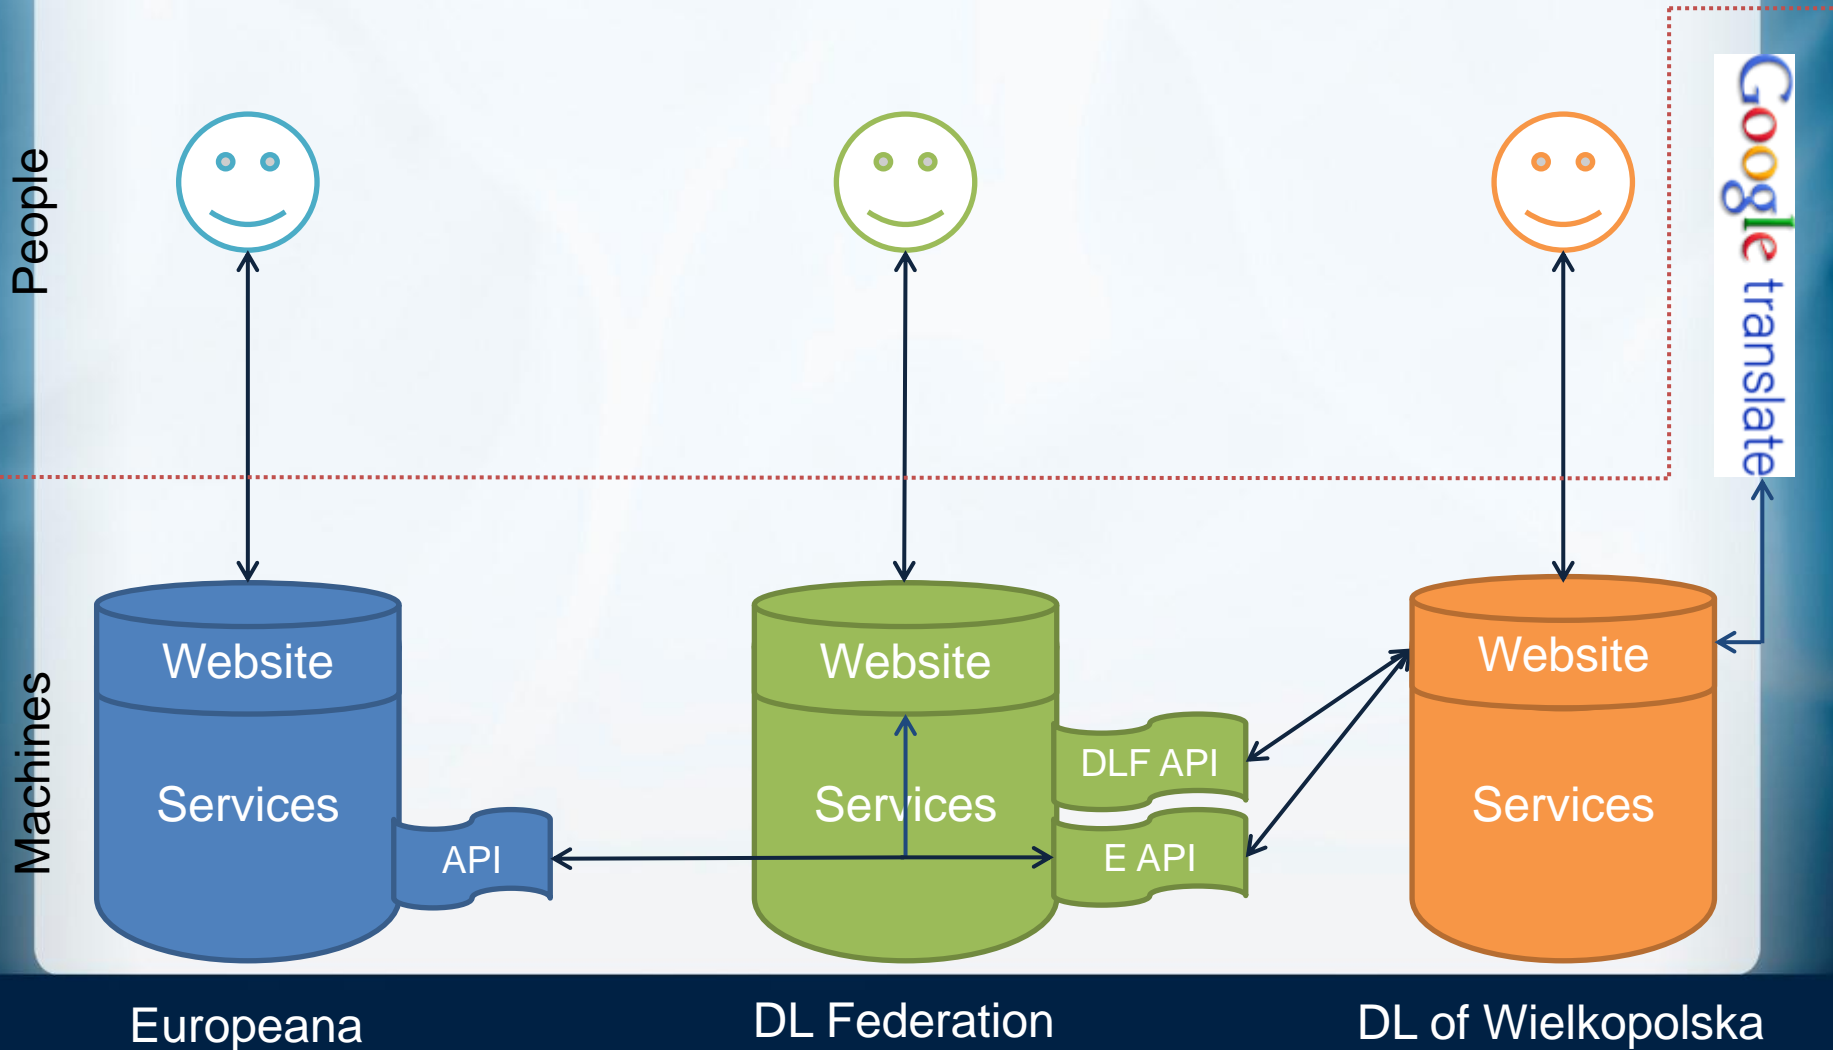 People
Google translate
Machines
Website
Services
API
Website
Services
DLF API
E API
Website
Services
Europeana
DL Federation
DL of Wielkopolska